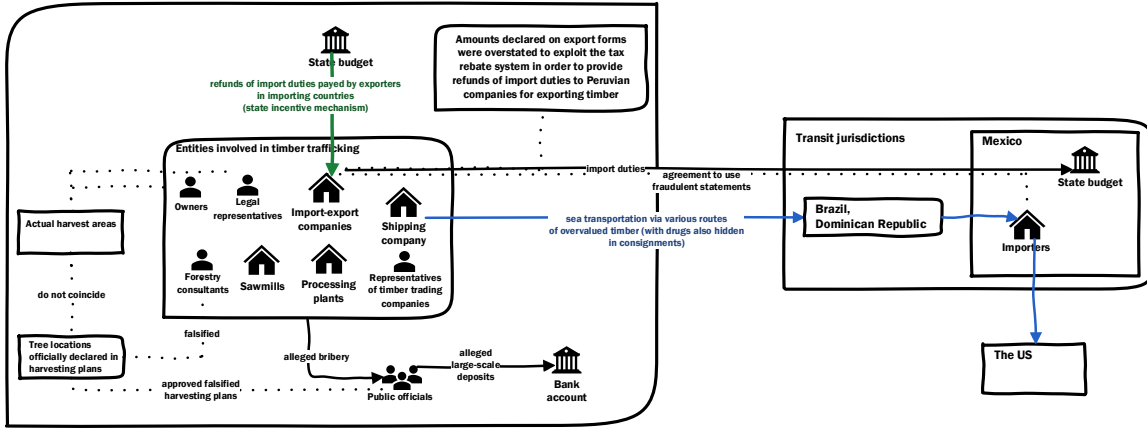 State budget
refunds of import duties payed by exporters
in importing countries
(state incentive mechanism)
Amounts declared on export forms
were overstated to exploit the tax
rebate system in order to provide
refunds of import duties to Peruvian
companies for exporting timber
Entities involved in timber trafficking
Owners
Legal
representatives
Import-export
companies
Shipping
company
Forestry
consultants
Sawmills
Processing
plants
Representatives
of timber trading
companies
Actual harvest areas
do not coincide
Tree locations
officially declared in
harvesting plans
falsified
approved falsified
harvesting plans
alleged bribery
Public officials
alleged
large-scale
deposits
Bank
account
import duties
agreement to use
fraudulent statements
sea transportation via various routes
of overvalued timber (with drugs also hidden
in consignments)
Transit jurisdictions
Brazil,
Dominican Republic
Mexico
State budget
Importers
The US